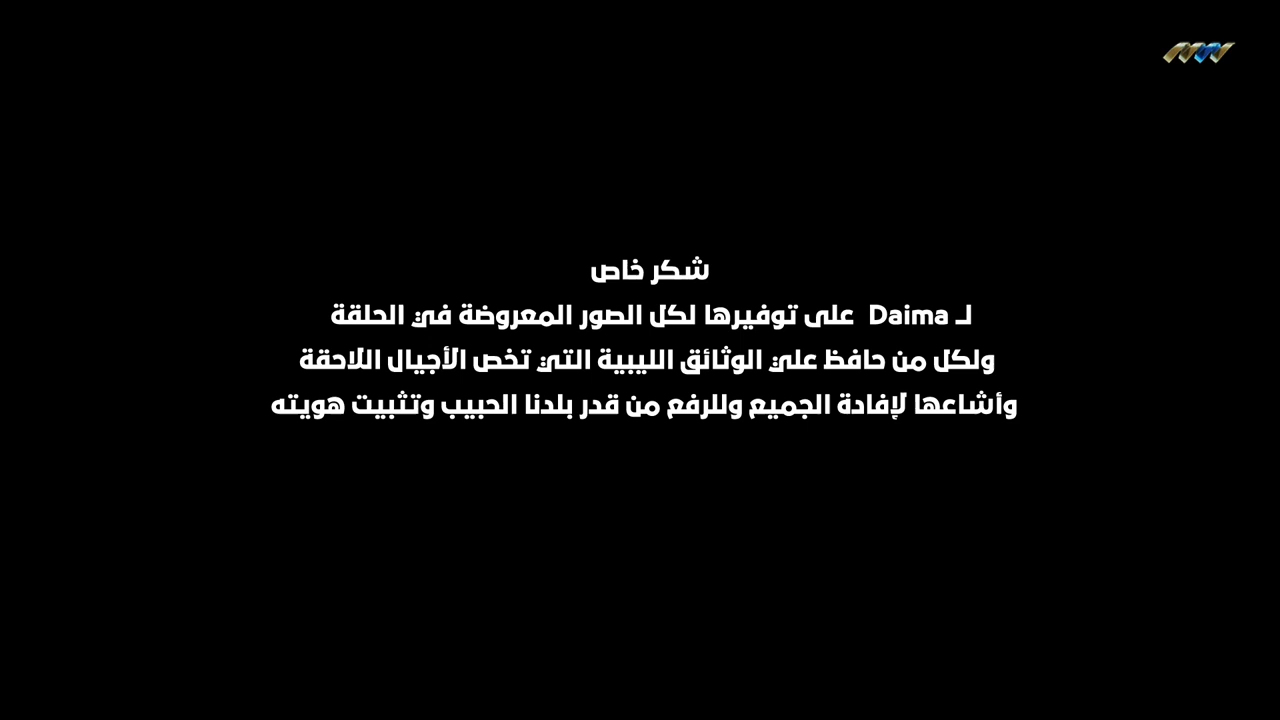 شكر خاص
لـ Daima على توفيرها لكل الصور المعروضة في الحلقة
ولكل من حافظ علي الوثائق الليبية التي تخص الأجيال اللاحقة
وأشاعها لإفادة الجميع وللرفع من قدر بلدنا الحبيب وتثبيت هويته